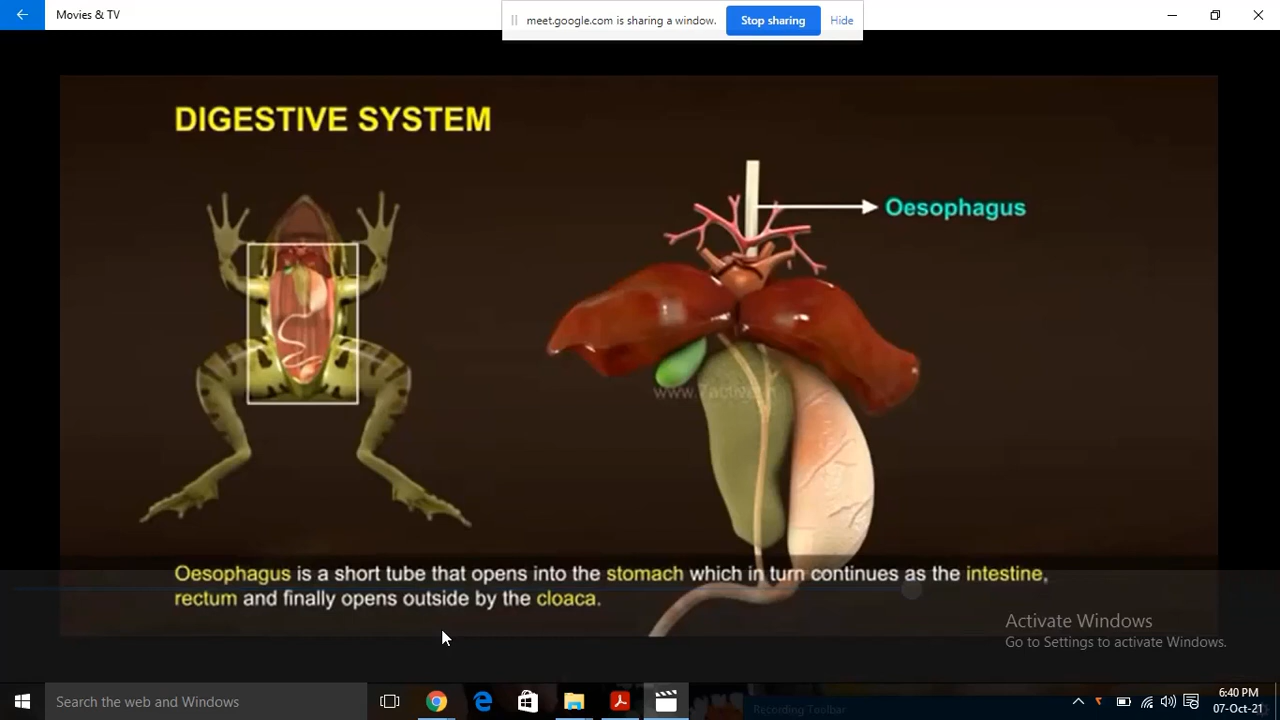 Movies & TV
meet.google.com is sharing a window.
Stop sharing
Hide
DIGESTIVE SYSTEM
Oesophagus
Oesophagus is a short tube that opens into the stomach which in turn continues as the intestine,
rectum and finally opens outside by the cloaca.
Activate Windows
Go to Settings to activate Windows.
Search the web and Windows
Recording Toolbar
6:40 PM
07-Oct-21